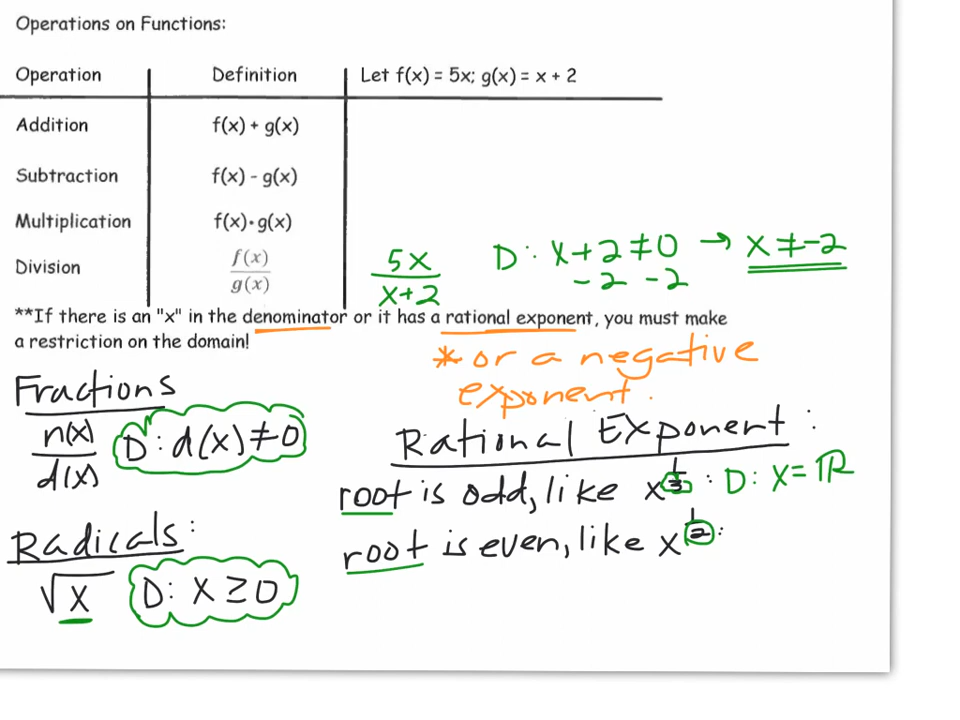 Operations on Functions:
Operation Definition Let f(x) = 5x; g(x) = x + 2
Addition f(x) + g(x)
Subtraction f(x) - g(x)
Multiplication f(x)·g(x)
Division f(x)/g(x) 5x/x+2 D: x+2≠0 → x≠-2
-2 -2
**If there is an "x" in the denominator or it has a rational exponent, you must make
a restriction on the domain!
* or a negative
exponent.
Fractions
n(x)/d(x) D: d(x)≠0
Radicals:
√x D: x≥0
Rational Exponent:
root is odd, like x^1/3: D: x=ℝ
root is even, like x^1/2: